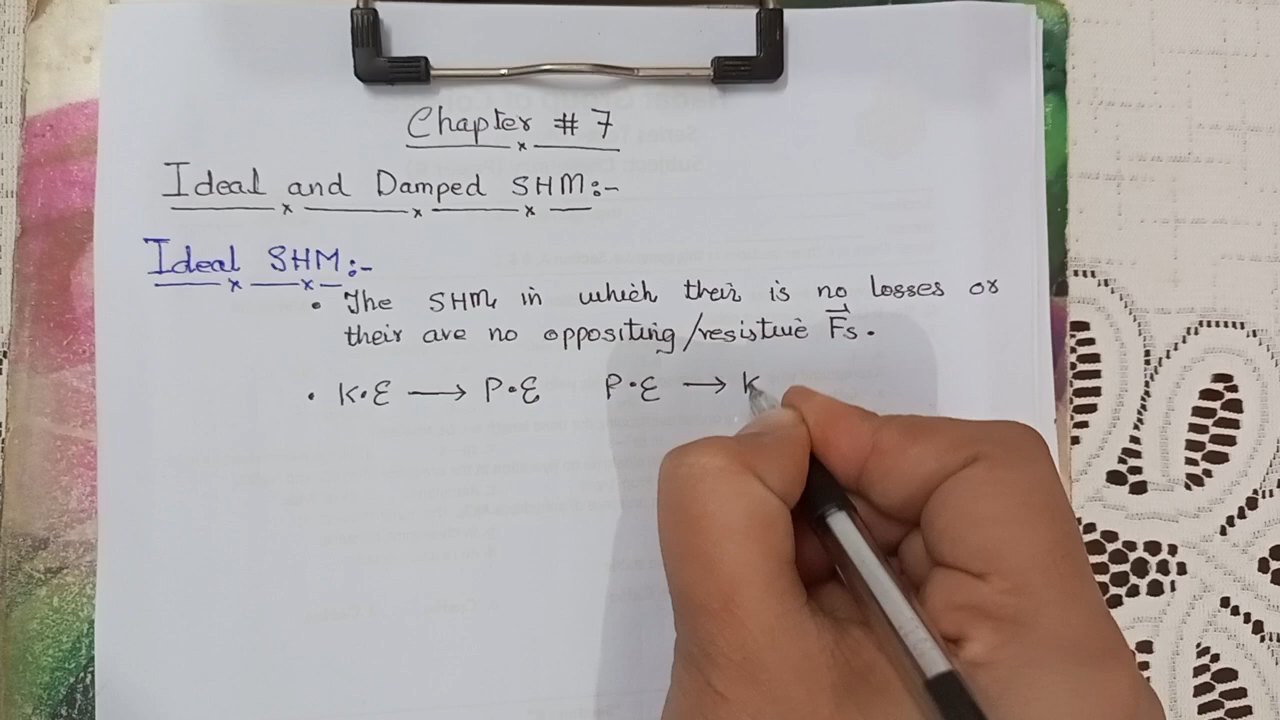 Chapter # 7
Ideal and Damped SHM:-
Ideal SHM:-
• The SHM in which their is no losses or
their are no oppositing/resistive F⃗s.
• K.E → P.E P.E → K